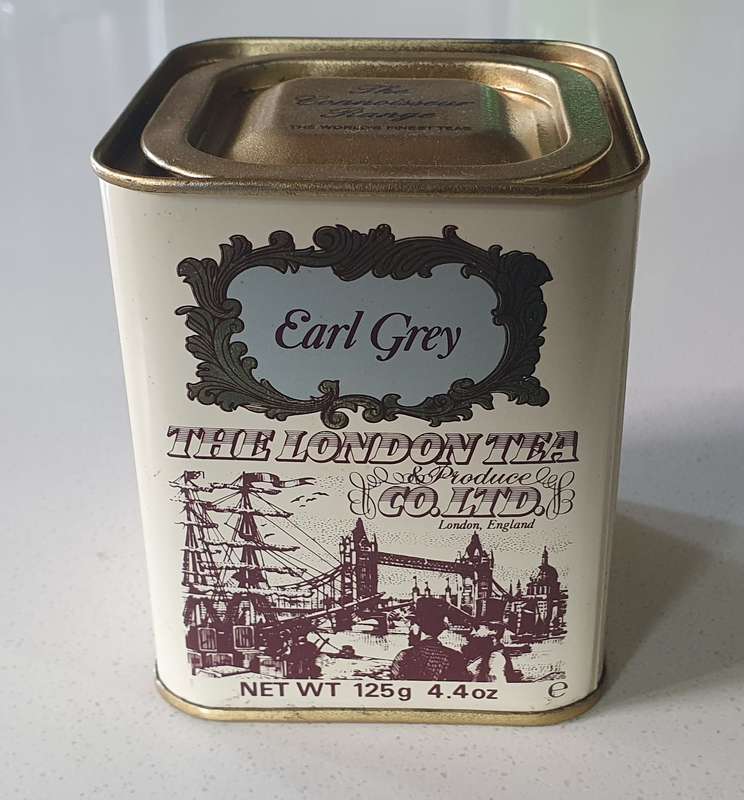 The
Connoisseur
Range
THE WORLD'S FINEST TEAS
Earl Grey
THE LONDON TEA
& Produce
CO. LTD.
London, England
NET WT 125g 4.4oz e